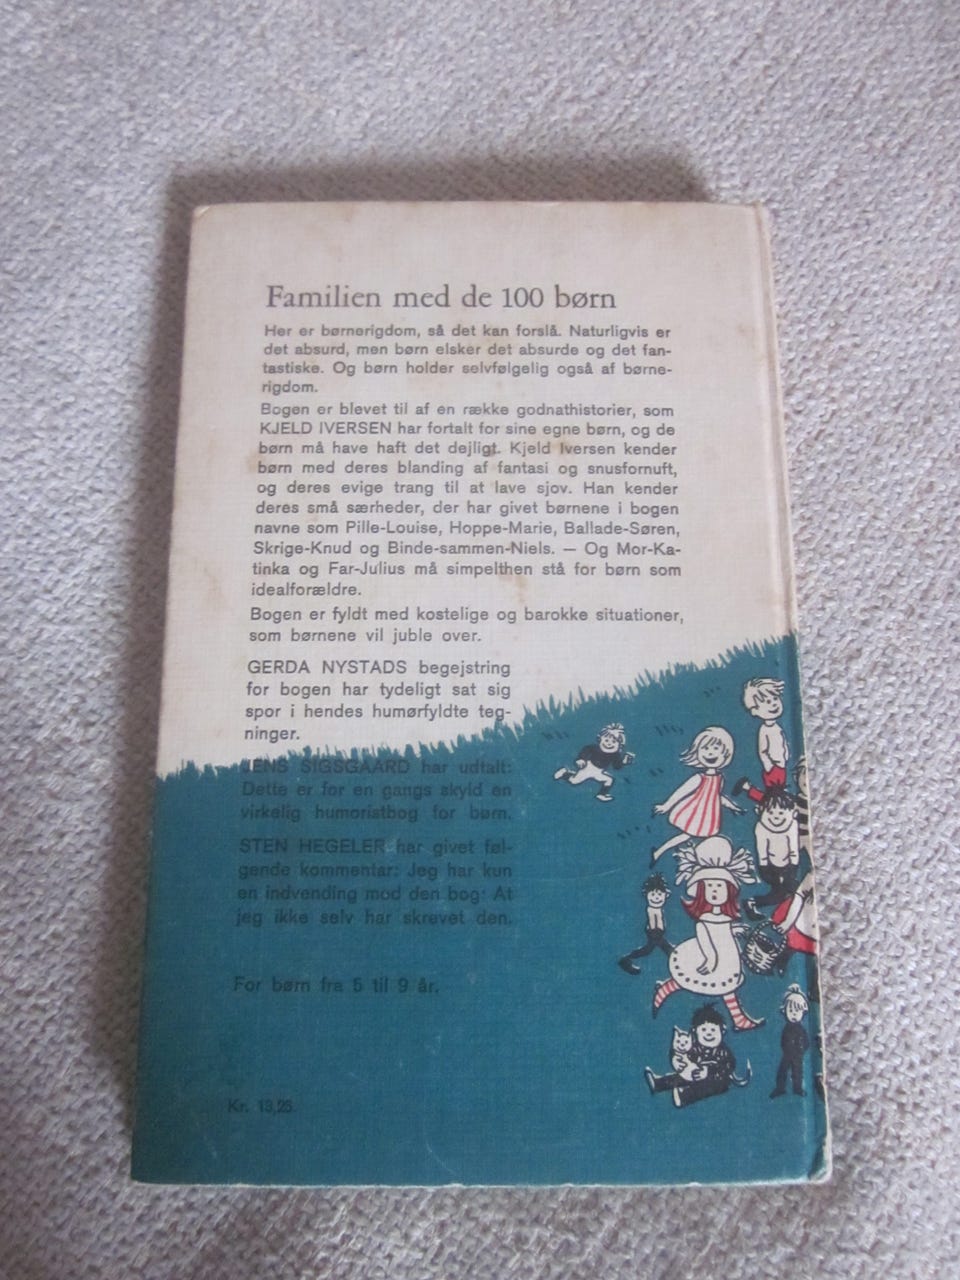 Familien med de 100 børn
Her er børnerigdom, så det kan forslå. Naturligvis er
det absurd, men børn elsker det absurde og det fan-
tastiske. Og børn holder selvfølgelig også af børne-
rigdom.
Bogen er blevet til af en række godnathistorier, som
KJELD IVERSEN har fortalt for sine egne børn, og de
børn må have haft det dejligt. Kjeld Iversen kender
børn med deres blanding af fantasi og snusfornuft,
og deres evige trang til at lave sjov. Han kender
deres små særheder, der har givet børnene i bogen
navne som Pille-Louise, Hoppe-Marie, Ballade-Søren,
Skrige-Knud og Binde-sammen-Niels. — Og Mor-Ka-
tinka og Far-Julius må simpelthen stå for børn som
idealforældre.
Bogen er fyldt med kostelige og barokke situationer,
som børnene vil juble over.
GERDA NYSTADS begejstring
for bogen har tydeligt sat sig
spor i hendes humørfyldte teg-
ninger.
JENS SIGSGAARD har udtalt:
Dette er for en gangs skyld en
virkelig humoristbog for børn.
STEN HEGELER har givet føl-
gende kommentar: Jeg har kun
en indvending mod den bog: At
jeg ikke selv har skrevet den.
For børn fra 5 til 9 år.
Kr. 13,25.